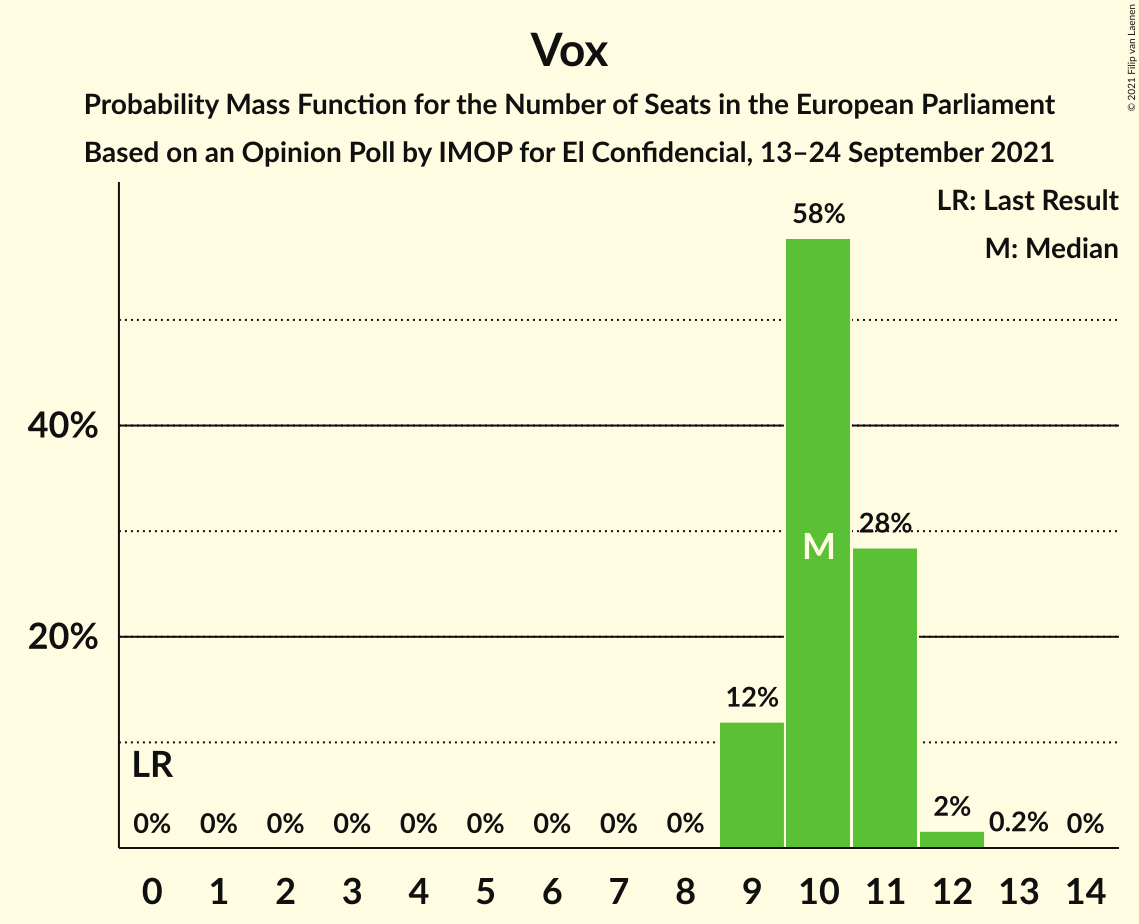 Vox
Probability Mass Function for the Number of Seats in the European Parliament
Based on an Opinion Poll by IMOP for El Confidencial, 13–24 September 2021
© 2021 Filip van Laenen
LR: Last Result
M: Median
58%
40%
28%
M
20%
12%
LR
0% 0% 0% 0% 0% 0% 0% 0% 0% 2% 0.2% 0%
0 1 2 3 4 5 6 7 8 9 10 11 12 13 14